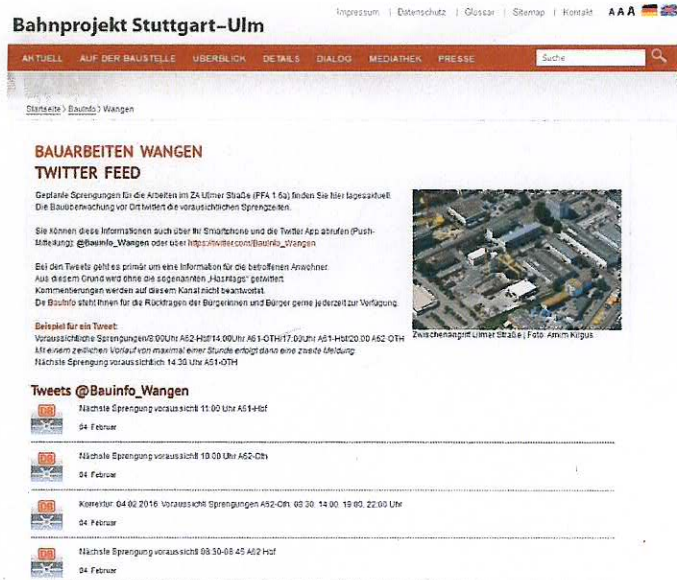 Impressum | Datenschutz | Glossar | Sitemap | Kontakt A A A
Bahnprojekt Stuttgart–Ulm
AKTUELL AUF DER BAUSTELLE ÜBERBLICK DETAILS DIALOG MEDIATHEK PRESSE Suche
Startseite > Bauinfo > Wangen
BAUARBEITEN WANGEN
TWITTER FEED
Geplante Sprengungen für die Arbeiten im ZA Ulmer Straße (PFA 1.6a) finden Sie hier tagesaktuell.
Die Bauüberwachung vor Ort twittert die voraussichtlichen Sprengzeiten.
Sie können diese Informationen auch über Ihr Smartphone und die Twitter App abrufen (Push-
Mitteilung): @Bauinfo_Wangen oder über https://twitter.com/Bauinfo_Wangen
Bei den Tweets geht es primär um eine Information für die betroffenen Anwohner.
Aus diesem Grund wird ohne die sogenannten „Hashtags“ getwittert.
Kommentierungen werden auf diesem Kanal nicht beantwortet.
Die Bauinfo steht Ihnen für die Rückfragen der Bürgerinnen und Bürger gerne jederzeit zur Verfügung.
Zwischenangriff Ulmer Straße | Foto: Armin Kilgus
Beispiel für ein Tweet:
Voraussichtliche Sprengungen/8:00Uhr A62-Hbf/14:00Uhr A61-OTH/17:00Uhr A61-Hbf/20.00 A62-OTH
Mit einem zeitlichen Vorlauf von maximal einer Stunde erfolgt dann eine zweite Meldung
Nächste Sprengung voraussichtlich 14.30 Uhr A61-OTH
Tweets @Bauinfo_Wangen
DB Nächste Sprengung voraussichtl 11:00 Uhr A61-Hbf
04. Februar
DB Nächste Sprengung voraussichtl 10:00 Uhr A62-Oth
04. Februar
DB Korrektur: 04.02.2016 Voraussichtl Sprengungen A62-Oth, 09.30, 14.00, 19.00, 22.00 Uhr
04. Februar
DB Nächste Sprengung voraussichtl 08.30-08.45 A62 Hbf
04. Februar